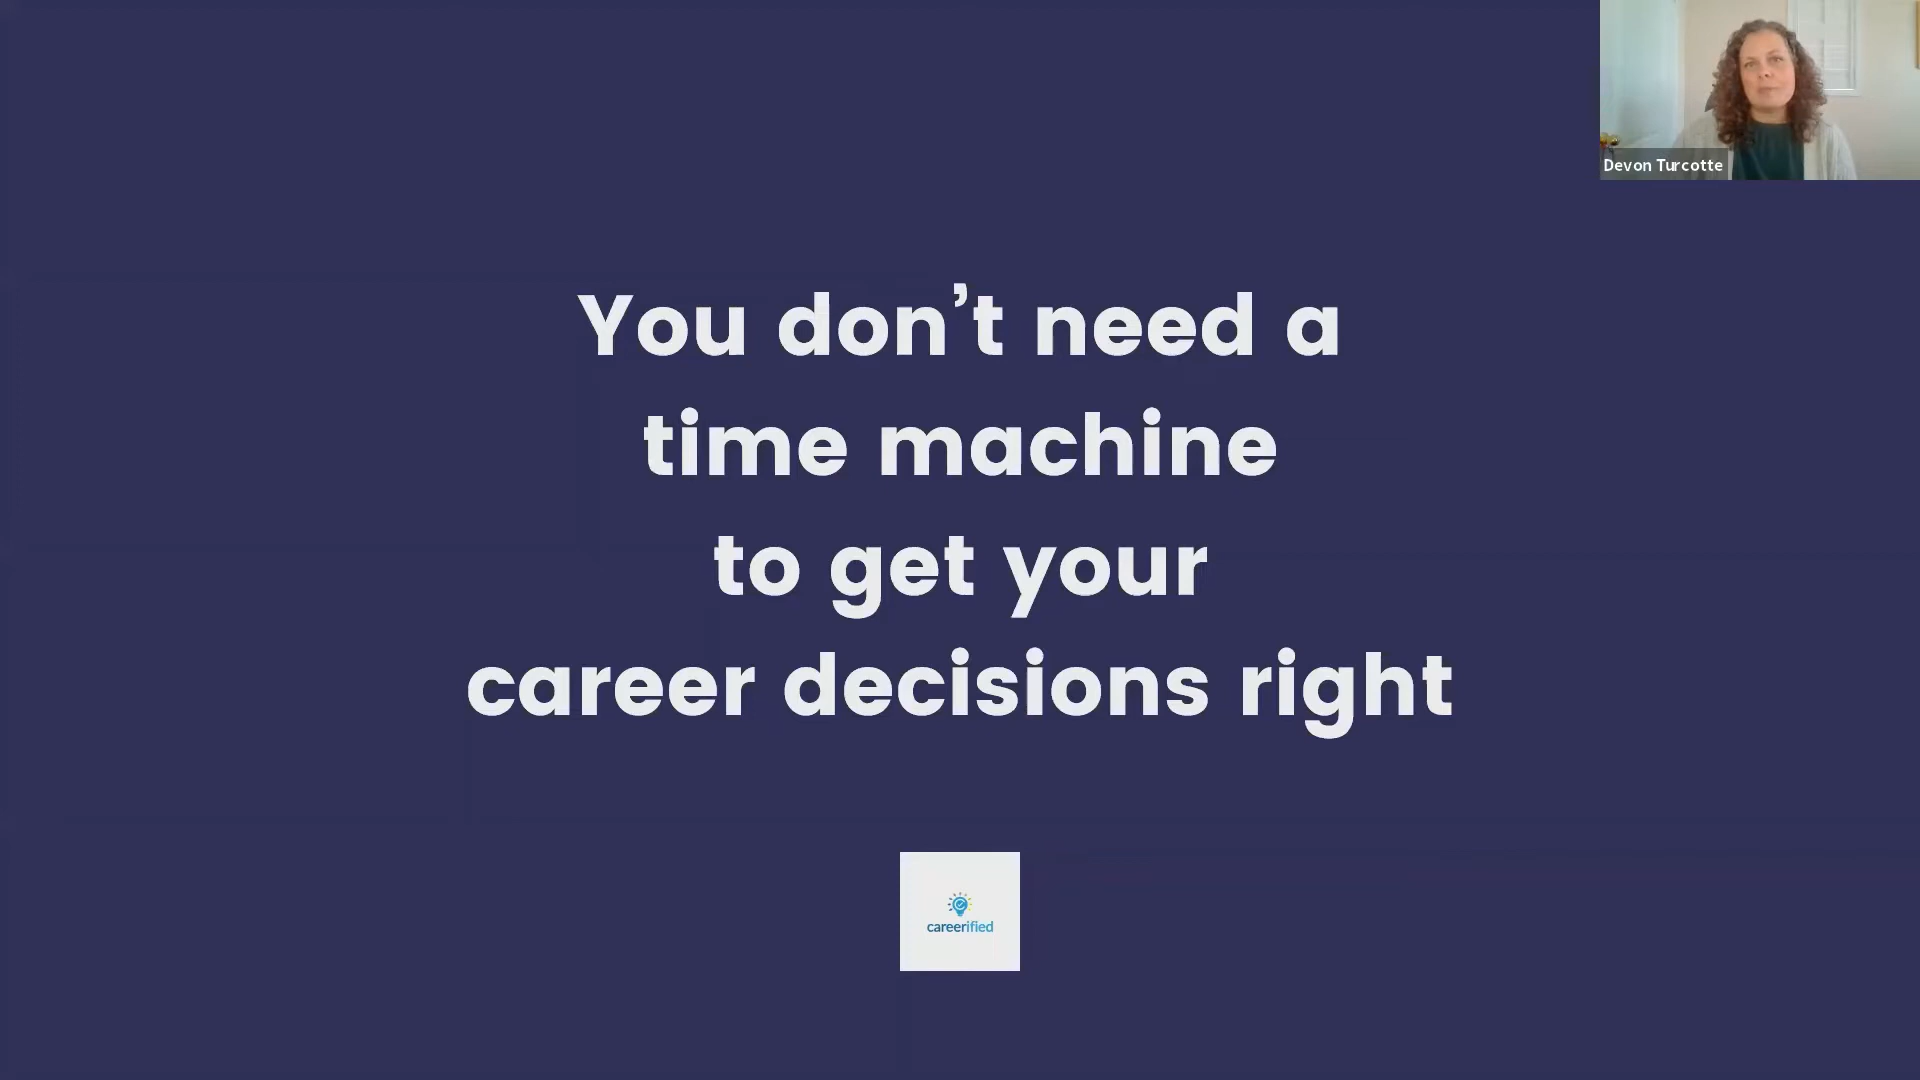 Devon Turcotte
You don’t need a
time machine
to get your
career decisions right
careerified